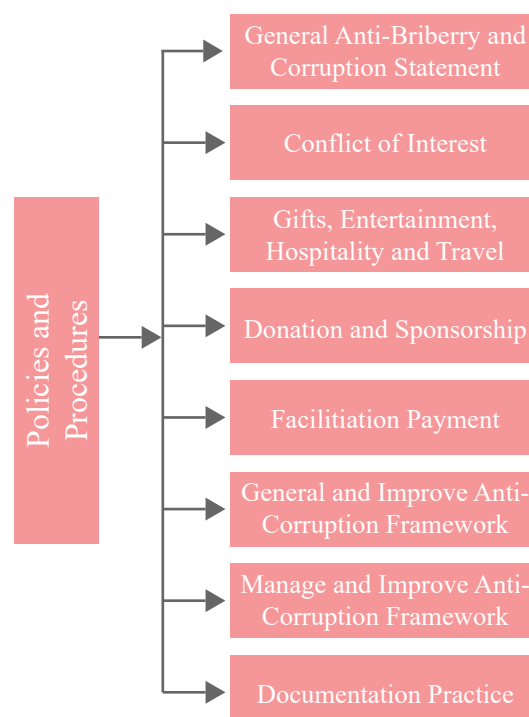 Policies and
Procedures
General Anti-Briberry and
Corruption Statement
Conflict of Interest
Gifts, Entertainment,
Hospitality and Travel
Donation and Sponsorship
Facilitiation Payment
General and Improve Anti-
Corruption Framework
Manage and Improve Anti-
Corruption Framework
Documentation Practice